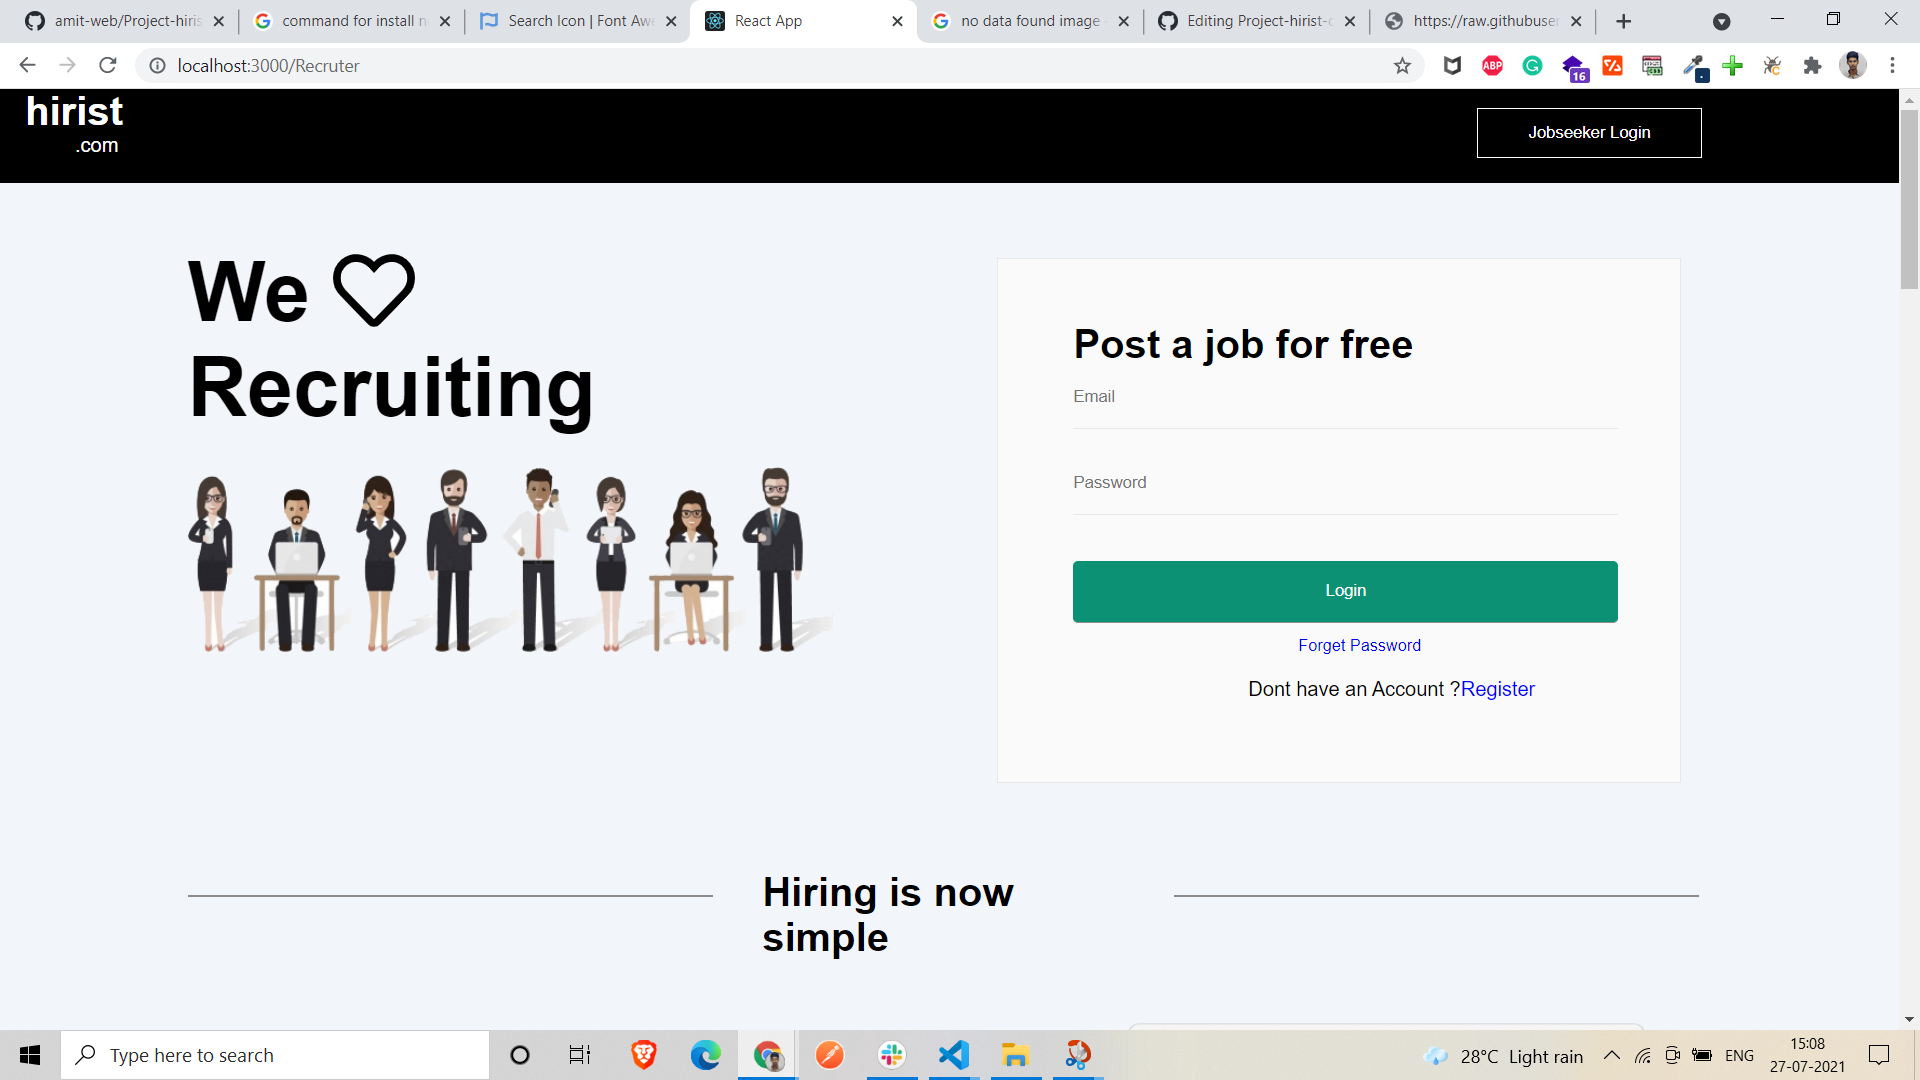 amit-web/Project-hiris
command for install n
Search Icon | Font Awe
React App
no data found image
Editing Project-hirist-c
https://raw.githubuser
localhost:3000/Recruter
ABP
16
hirist
.com
Jobseeker Login
We
Recruiting
Post a job for free
Email
Password
Login
Forget Password
Dont have an Account ?Register
Hiring is now
simple
Type here to search
28°C Light rain
ENG
15:08
27-07-2021